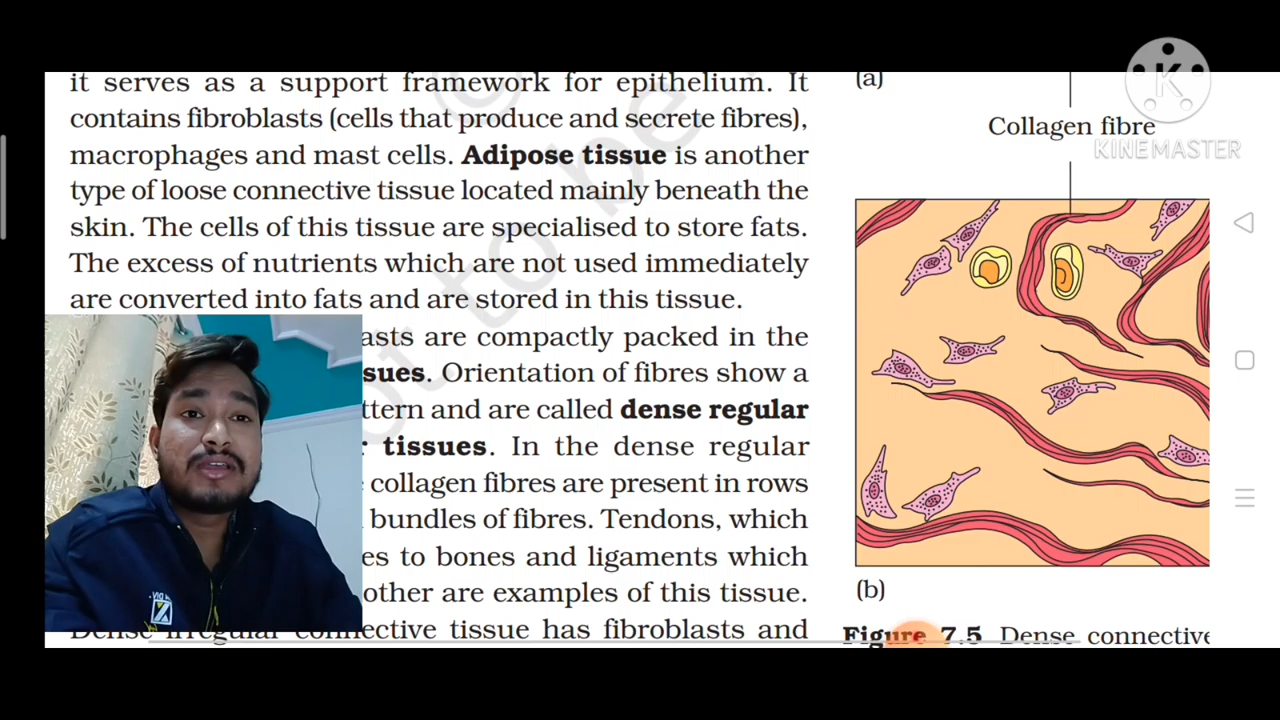 it serves as a support framework for epithelium. It
contains fibroblasts (cells that produce and secrete fibres),
macrophages and mast cells. Adipose tissue is another
type of loose connective tissue located mainly beneath the
skin. The cells of this tissue are specialised to store fats.
The excess of nutrients which are not used immediately
are converted into fats and are stored in this tissue.
asts are compactly packed in the
sues. Orientation of fibres show a
ttern and are called dense regular
r tissues. In the dense regular
collagen fibres are present in rows
bundles of fibres. Tendons, which
es to bones and ligaments which
other are examples of this tissue.
Dense irregular connective tissue has fibroblasts and
(a)
Collagen fibre
K
KINEMASTER
(b)
Figure 7.5 Dense connective
not to be